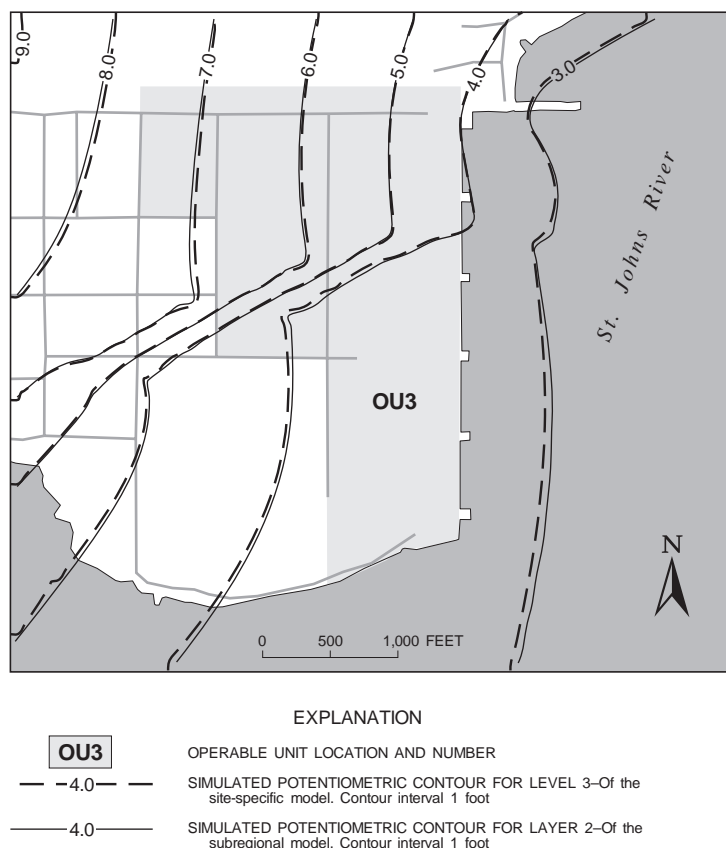 9.0
8.0
7.0
6.0
5.0
4.0
3.0
St. Johns River
OU3
N
0 500 1,000 FEET
EXPLANATION
OU3 OPERABLE UNIT LOCATION AND NUMBER
4.0 SIMULATED POTENTIOMETRIC CONTOUR FOR LEVEL 3–Of the
site-specific model. Contour interval 1 foot
4.0 SIMULATED POTENTIOMETRIC CONTOUR FOR LAYER 2–Of the
subregional model. Contour interval 1 foot